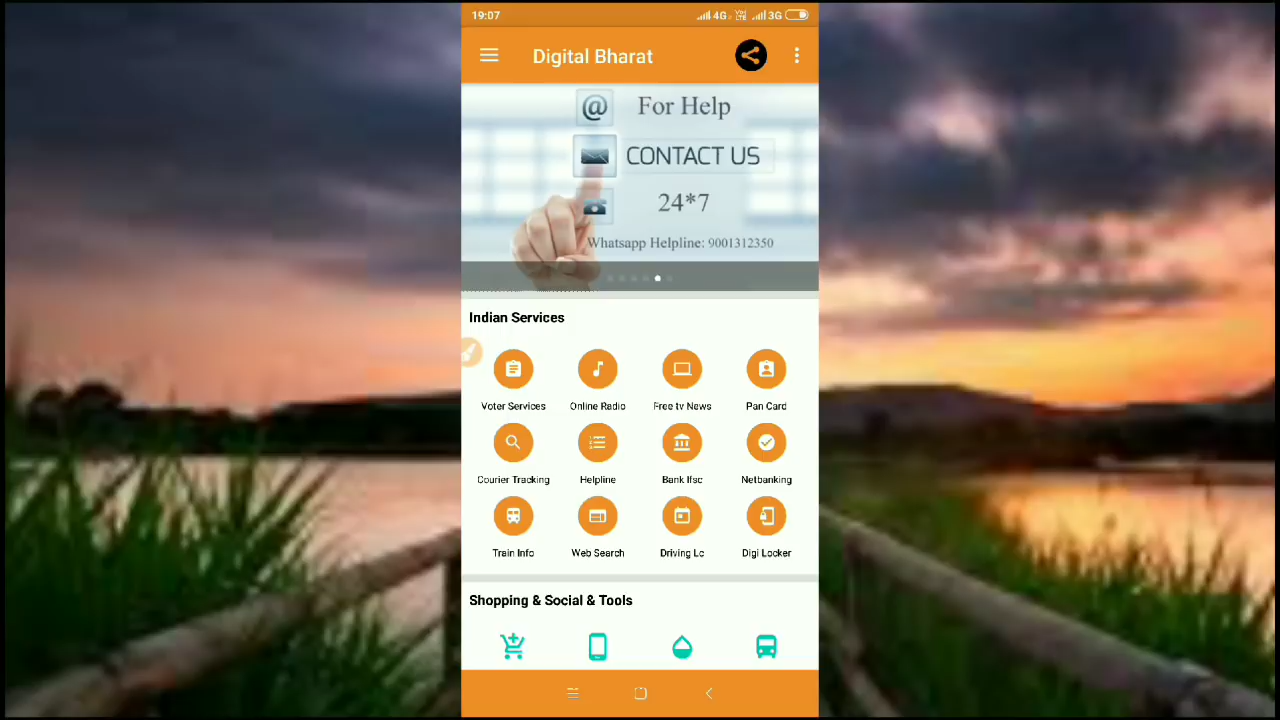 19:07
4G
VoLTE
3G
Digital Bharat
@ For Help
CONTACT US
24*7
Whatsapp Helpline: 9001312350
Indian Services
Voter Services
Online Radio
Free tv News
Pan Card
Courier Tracking
Helpline
Bank Ifsc
Netbanking
Train Info
Web Search
Driving Lc
Digi Locker
Shopping & Social & Tools